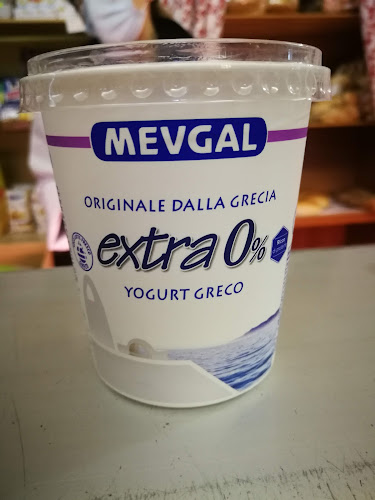 MEVGAL
ORIGINALE DALLA GRECIA
extra 0%
YOGURT GRECO